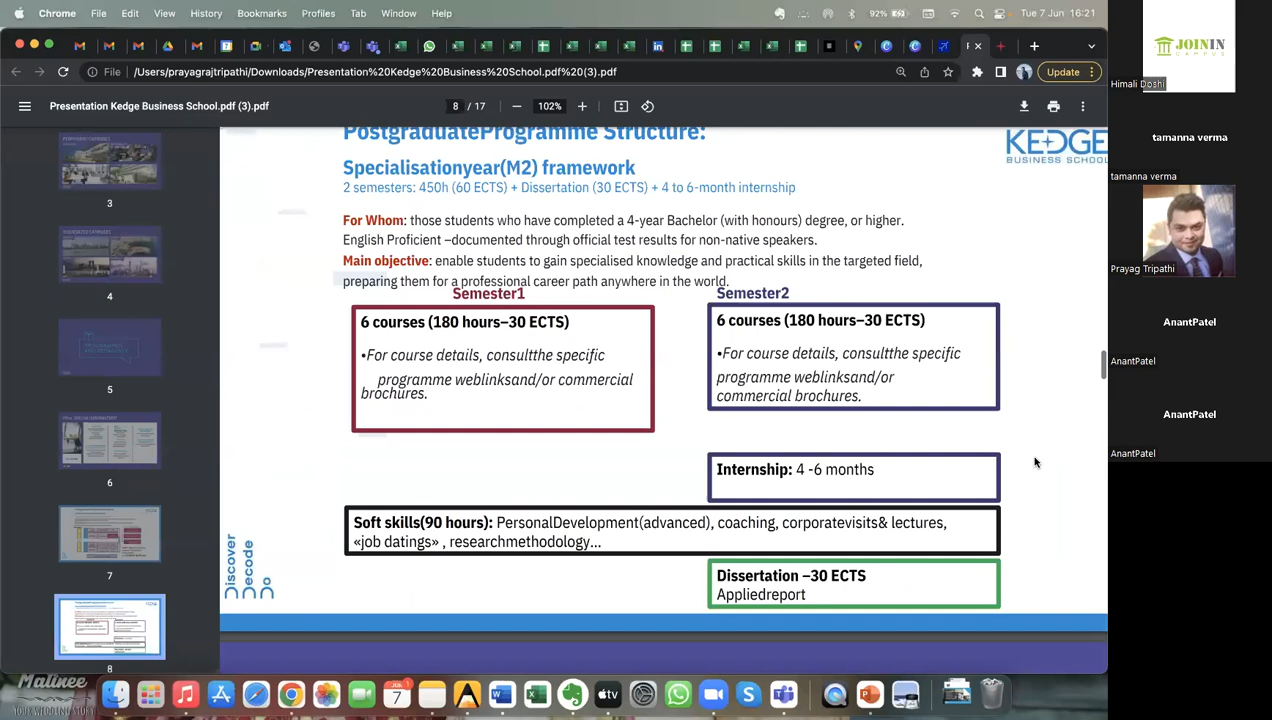 Chrome File Edit View History Bookmarks Profiles Tab Window Help 92% Tue 7 Jun 16:21
File /Users/prayagrajtripathi/Downloads/Presentation%20Kedge%20Business%20School.pdf%20(3).pdf Update
Presentation Kedge Business School.pdf (3).pdf 8 / 17 102%
3
4
5
6
7
8
PostgraduateProgramme Structure:
KEDGE
BUSINESS SCHOOL
Specialisationyear(M2) framework
2 semesters: 450h (60 ECTS) + Dissertation (30 ECTS) + 4 to 6-month internship
For Whom: those students who have completed a 4-year Bachelor (with honours) degree, or higher.
English Proficient –documented through official test results for non-native speakers.
Main objective: enable students to gain specialised knowledge and practical skills in the targeted field,
preparing them for a professional career path anywhere in the world.
Semester1
6 courses (180 hours–30 ECTS)
•For course details, consultthe specific
programme weblinksand/or commercial
brochures.
Semester2
6 courses (180 hours–30 ECTS)
•For course details, consultthe specific
programme weblinksand/or
commercial brochures.
Internship: 4 -6 months
Soft skills(90 hours): PersonalDevelopment(advanced), coaching, corporatevisits& lectures,
«job datings» , researchmethodology...
Dissertation –30 ECTS
Appliedreport
Discover
Decode
Do
Malinee
tv
JOININ
CAMPUS
Himali Doshi
tamanna verma
tamanna verma
Prayag Tripathi
AnantPatel
AnantPatel
AnantPatel
AnantPatel